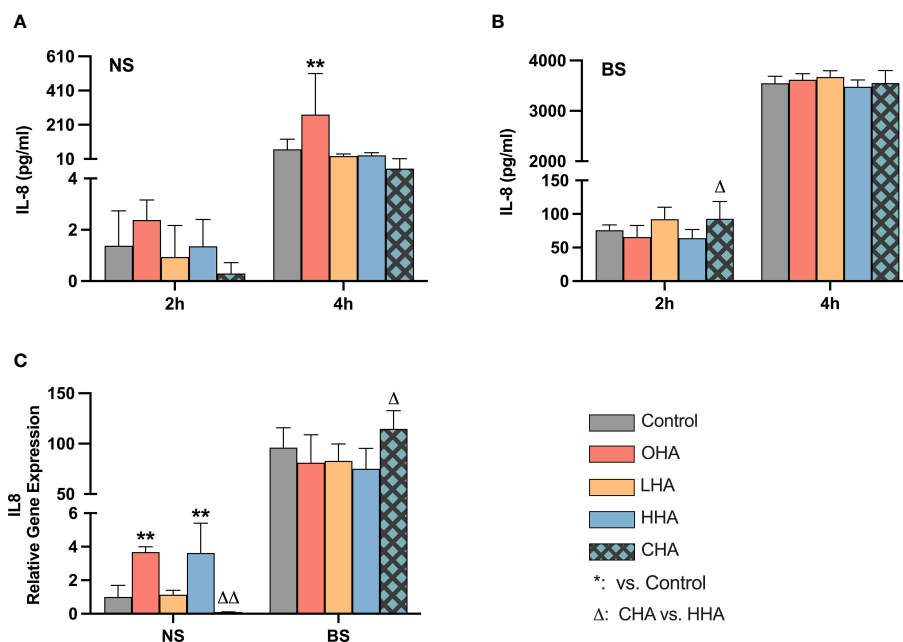 A
NS
IL-8 (pg/ml)
610
410
210
10
4
2
0
**
2h
4h
B
BS
IL-8 (pg/ml)
4000
3000
2000
150
100
50
0
Δ
2h
4h
C
IL8
Relative Gene Expression
150
100
50
6
4
2
0
**
**
ΔΔ
Δ
NS
BS
Control
OHA
LHA
HHA
CHA
*: vs. Control
Δ: CHA vs. HHA